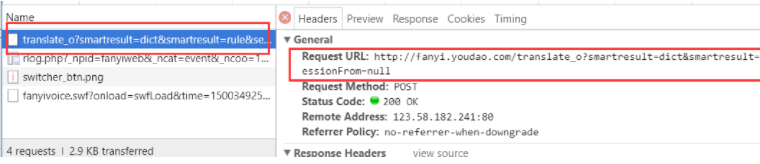 Name
translate_o?smartresult=dict&smartresult=rule&se...
rlog.php?_npid=fanyiweb&_ncat=event&_ncoo=1...
switcher_btn.png
fanyivoice.swf?onload=swfLoad&time=150034925...
4 requests | 2.9 KB transferred
Headers Preview Response Cookies Timing
▼ General
Request URL: http://fanyi.youdao.com/translate_o?smartresult=dict&smartresult=
essionFrom=null
Request Method: POST
Status Code: 200 OK
Remote Address: 123.58.182.241:80
Referrer Policy: no-referrer-when-downgrade
▼ Response Headers view source